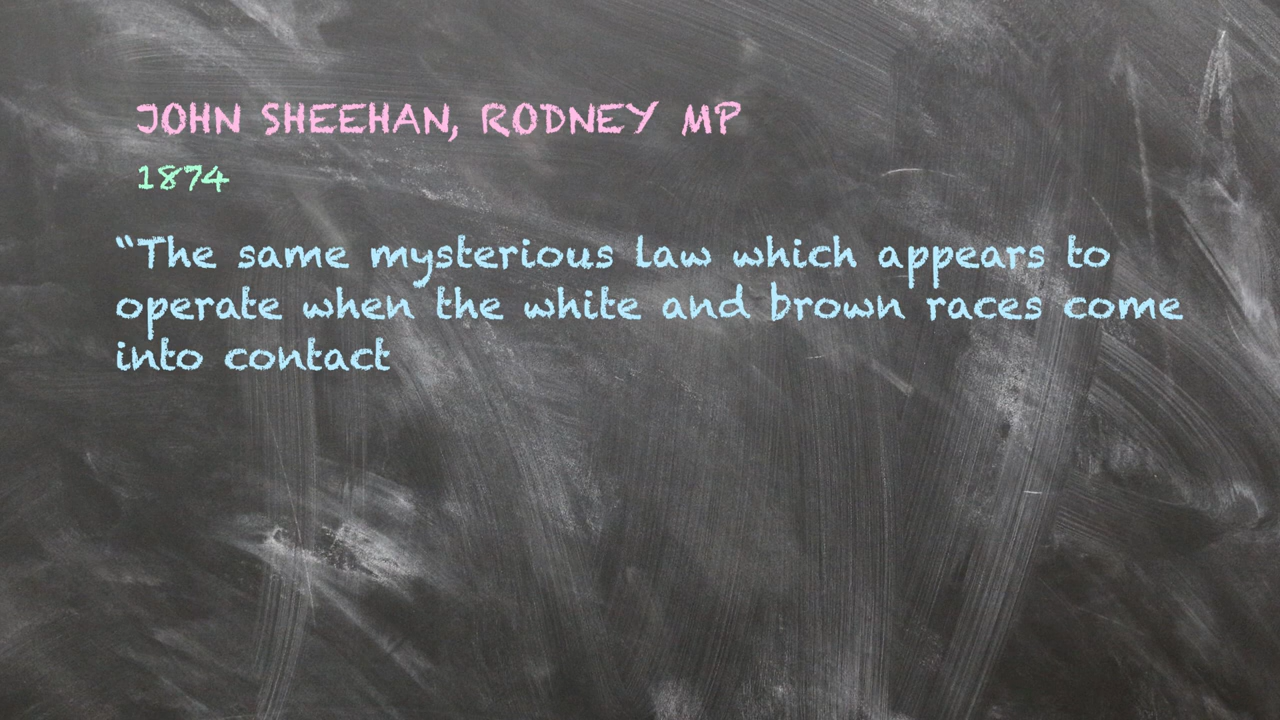 JOHN SHEEHAN, RODNEY MP
1874
“The same mysterious law which appears to
operate when the white and brown races come
into contact